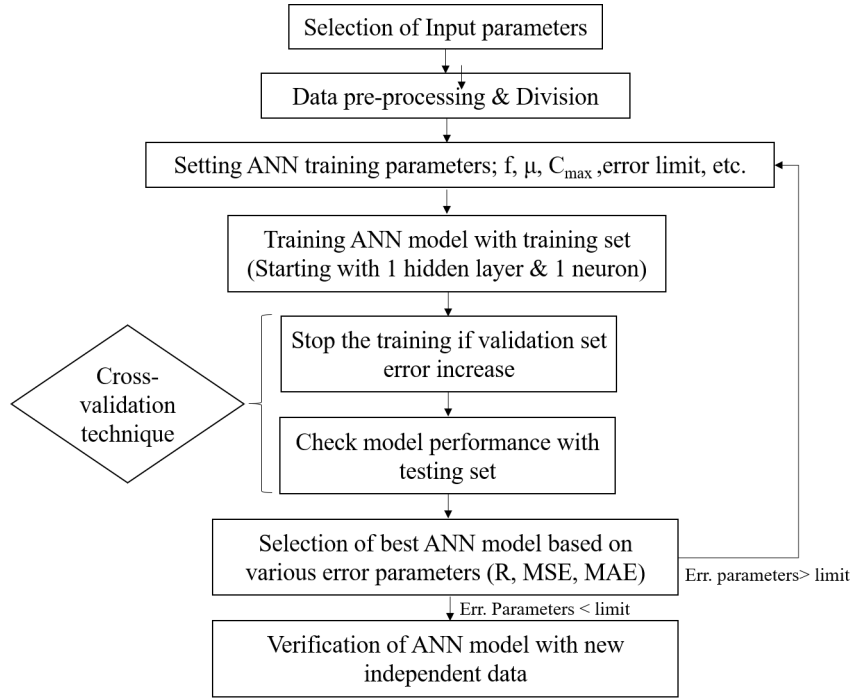 Selection of Input parameters
Data pre-processing & Division
Setting ANN training parameters; f, μ, Cmax ,error limit, etc.
Training ANN model with training set
(Starting with 1 hidden layer & 1 neuron)
Stop the training if validation set
error increase
Cross-
validation
technique
Check model performance with
testing set
Selection of best ANN model based on
various error parameters (R, MSE, MAE)
Err. parameters> limit
Err. Parameters < limit
Verification of ANN model with new
independent data